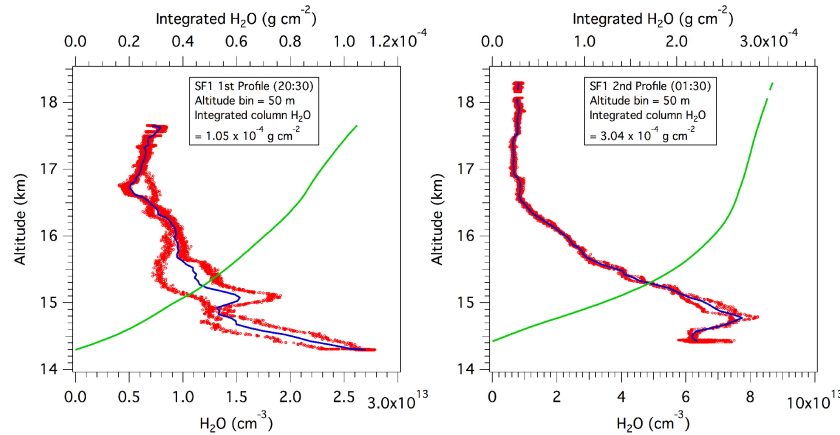 Integrated H₂O (g cm⁻²)
0.0 0.2 0.4 0.6 0.8 1.0 1.2x10⁻⁴
SF1 1st Profile (20:30)
Altitude bin = 50 m
Integrated column H₂O
= 1.05 x 10⁻⁴ g cm⁻²
Altitude (km)
18
17
16
15
14
0.0 0.5 1.0 1.5 2.0 2.5 3.0x10¹³
H₂O (cm⁻³)
Integrated H₂O (g cm⁻²)
0.0 1.0 2.0 3.0x10⁻⁴
SF1 2nd Profile (01:30)
Altitude bin = 50 m
Integrated column H₂O
= 3.04 x 10⁻⁴ g cm⁻²
Altitude (km)
18
17
16
15
14
0 2 4 6 8 10x10¹³
H₂O (cm⁻³)